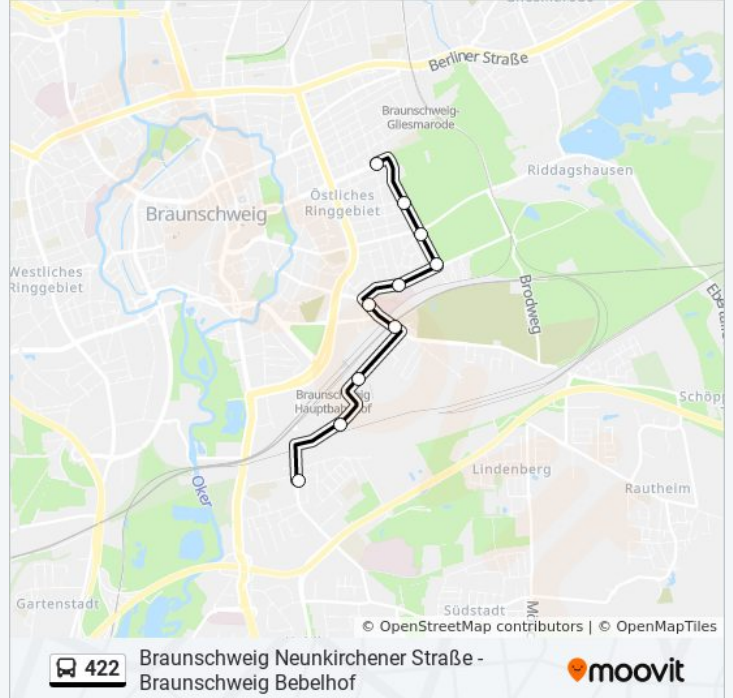 Berliner Straße
Braunschweig-
Gliesmarode
Riddagshausen
Östliches
Ringgebiet
Braunschweig
Westliches
Ringgebiet
Brodweg
Braunschweig
Hauptbahnhof
Lindenberg
Rautheim
Oker
Gartenstadt
Südstadt
© OpenStreetMap contributors | © OpenMapTiles
422
Braunschweig Neunkirchener Straße -
Braunschweig Bebelhof
moovit